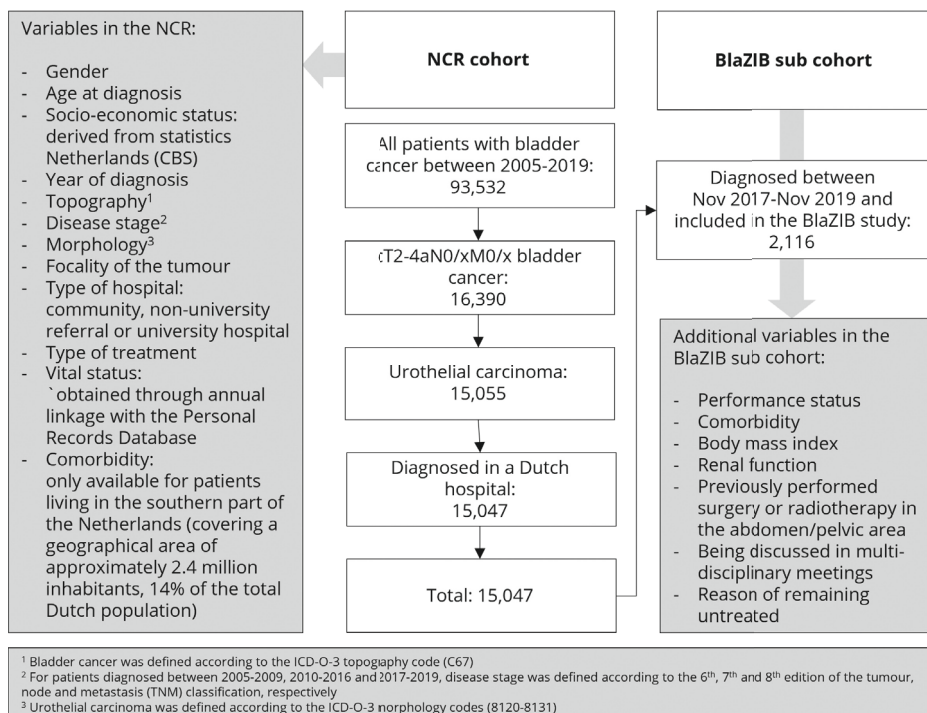 Variables in the NCR:
- Gender
- Age at diagnosis
- Socio-economic status:
derived from statistics
Netherlands (CBS)
- Year of diagnosis
- Topography¹
- Disease stage²
- Morphology³
- Focality of the tumour
- Type of hospital:
community, non-university
referral or university hospital
- Type of treatment
- Vital status:
`obtained through annual
linkage with the Personal
Records Database
- Comorbidity:
only available for patients
living in the southern part of
the Netherlands (covering a
geographical area of
approximately 2.4 million
inhabitants, 14% of the total
Dutch population)
NCR cohort
All patients with bladder
cancer between 2005-2019:
93,532
cT2-4aN0/xM0/x bladder
cancer:
16,390
Urothelial carcinoma:
15,055
Diagnosed in a Dutch
hospital:
15,047
Total: 15,047
BlaZIB sub cohort
Diagnosed between
Nov 2017-Nov 2019 and
included in the BlaZIB study:
2,116
Additional variables in the
BlaZIB sub cohort:
- Performance status
- Comorbidity
- Body mass index
- Renal function
- Previously performed
surgery or radiotherapy in
the abdomen/pelvic area
- Being discussed in multi-
disciplinary meetings
- Reason of remaining
untreated
¹ Bladder cancer was defined according to the ICD-O-3 topography code (C67)
² For patients diagnosed between 2005-2009, 2010-2016 and 2017-2019, disease stage was defined according to the 6th, 7th and 8th edition of the tumour,
node and metastasis (TNM) classification, respectively
³ Urothelial carcinoma was defined according to the ICD-O-3 morphology codes (8120-8131)